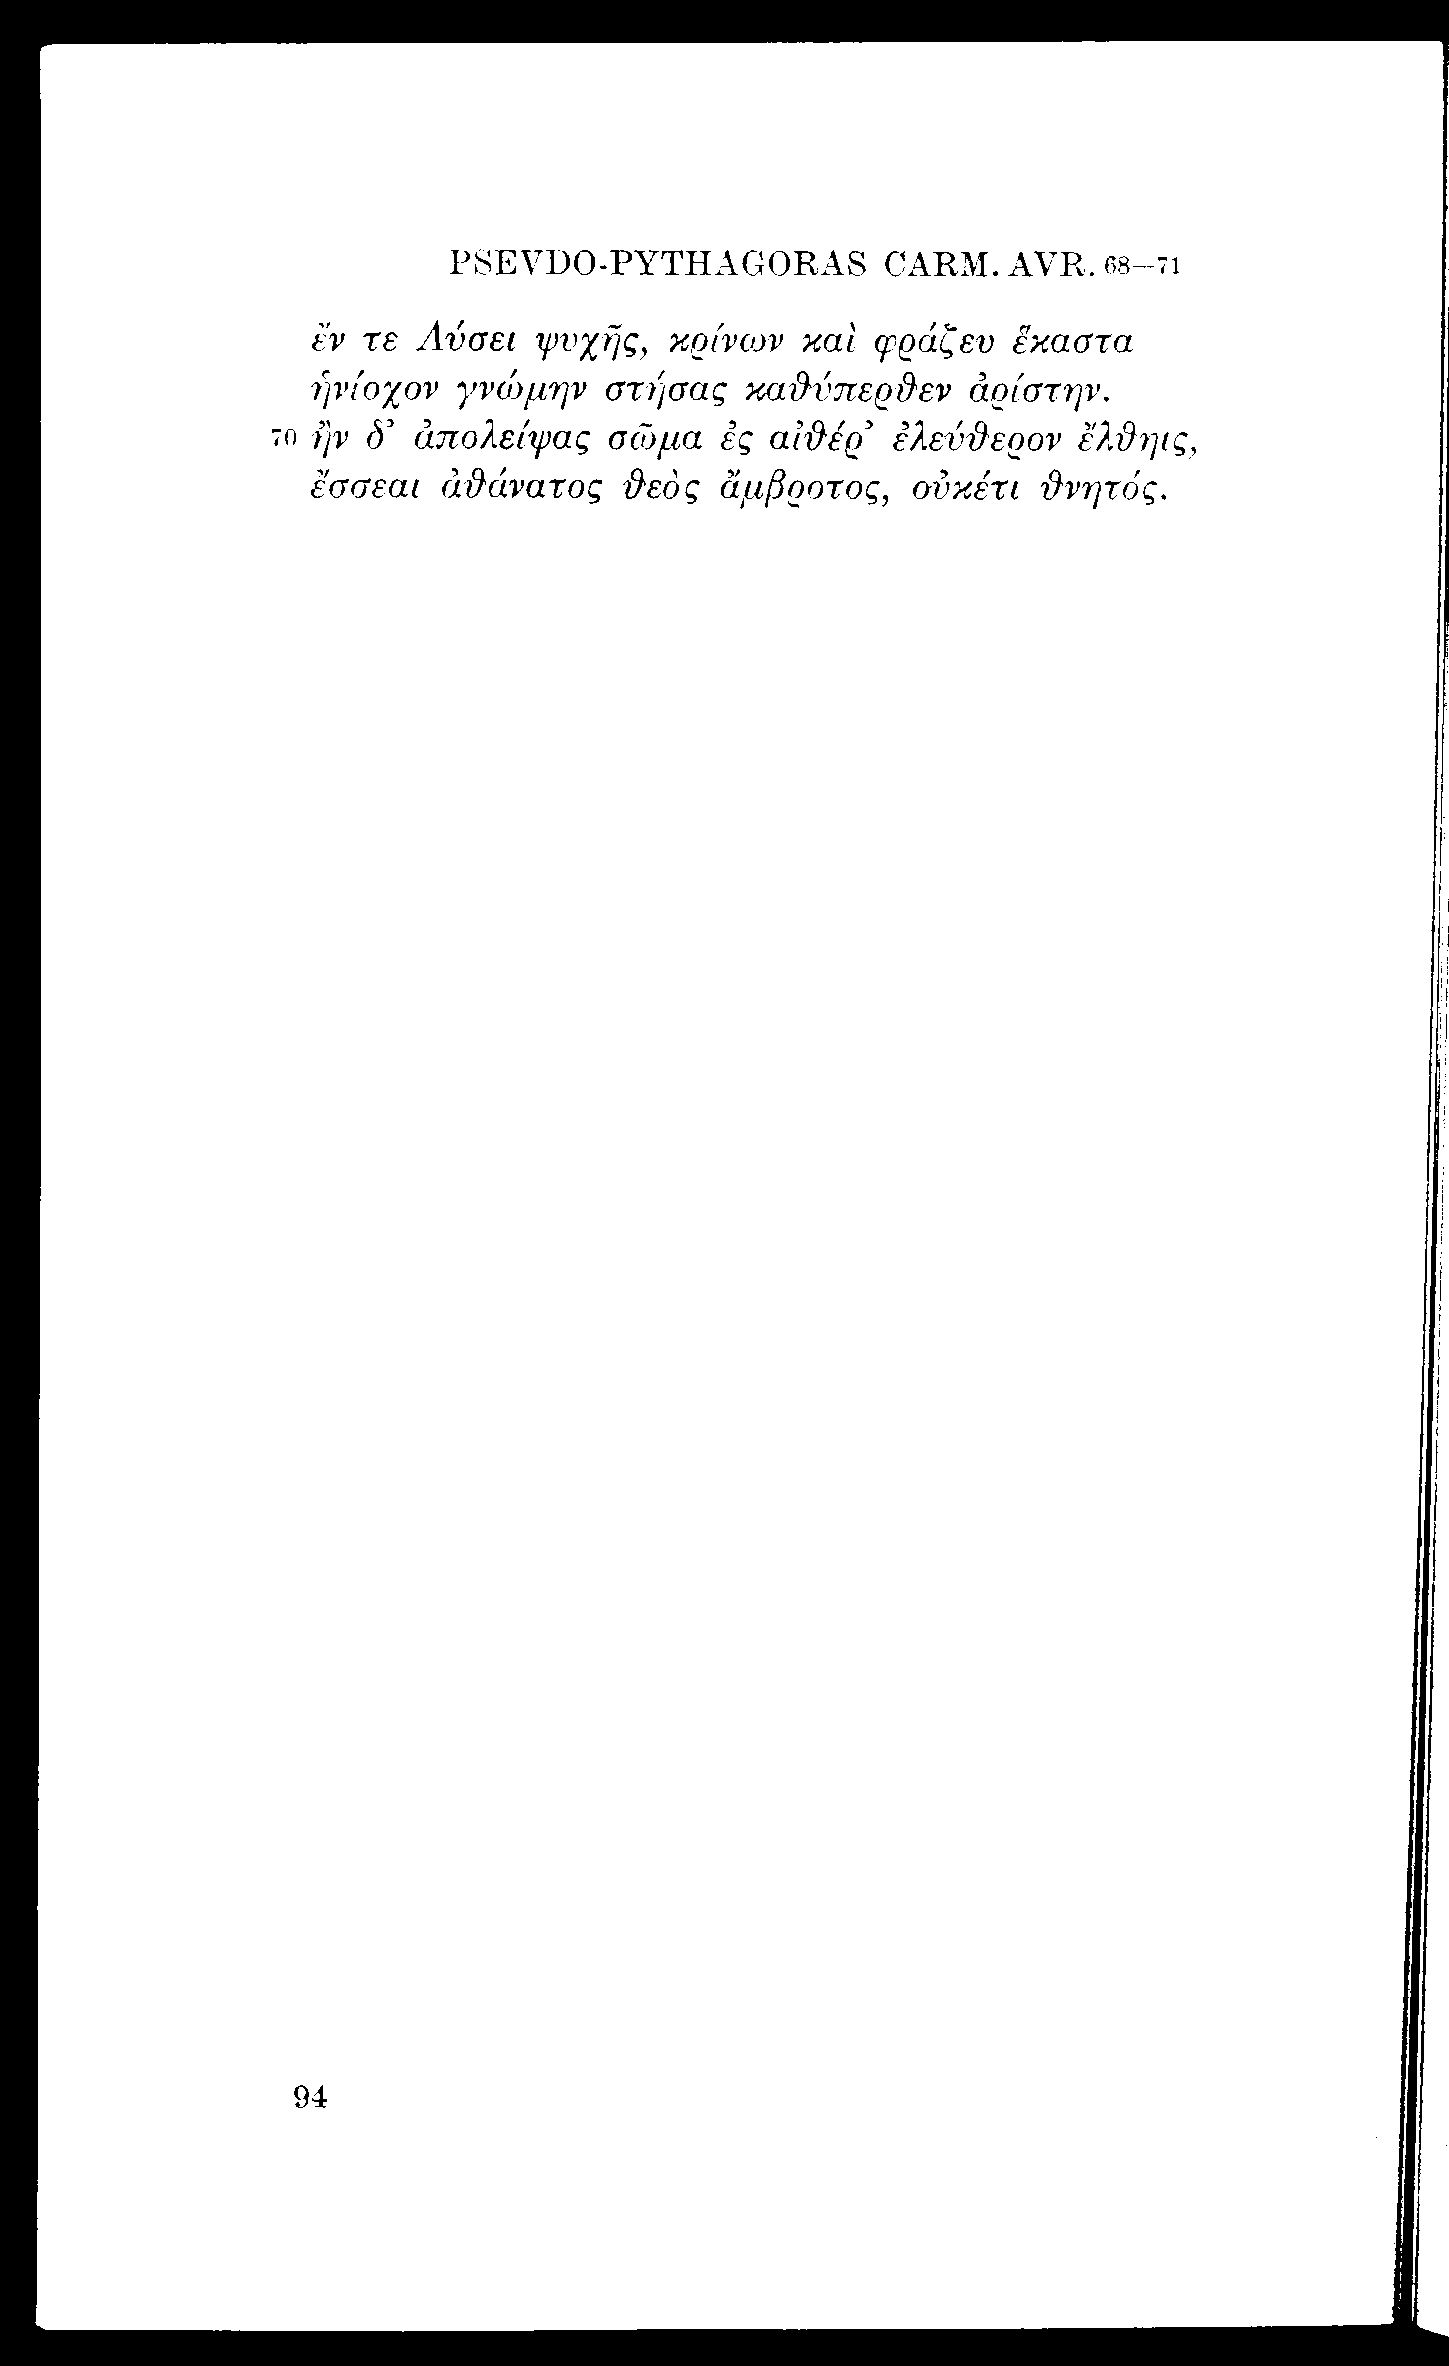 PSEVDO-PYTHAGORAS CARM. AVR. 68–71
ἔν τε Λύσει ψυχῆς, κρίνων καὶ φράζευ ἕκαστα
ἡνίοχον γνώμην στήσας καθύπερθεν ἀρίστην.
70 ἢν δ’ ἀπολείψας σῶμα ἐς αἰθέρ’ ἐλεύθερον ἔλθηις,
ἔσσεαι ἀθάνατος θεὸς ἄμβροτος, οὐκέτι θνητός.
94